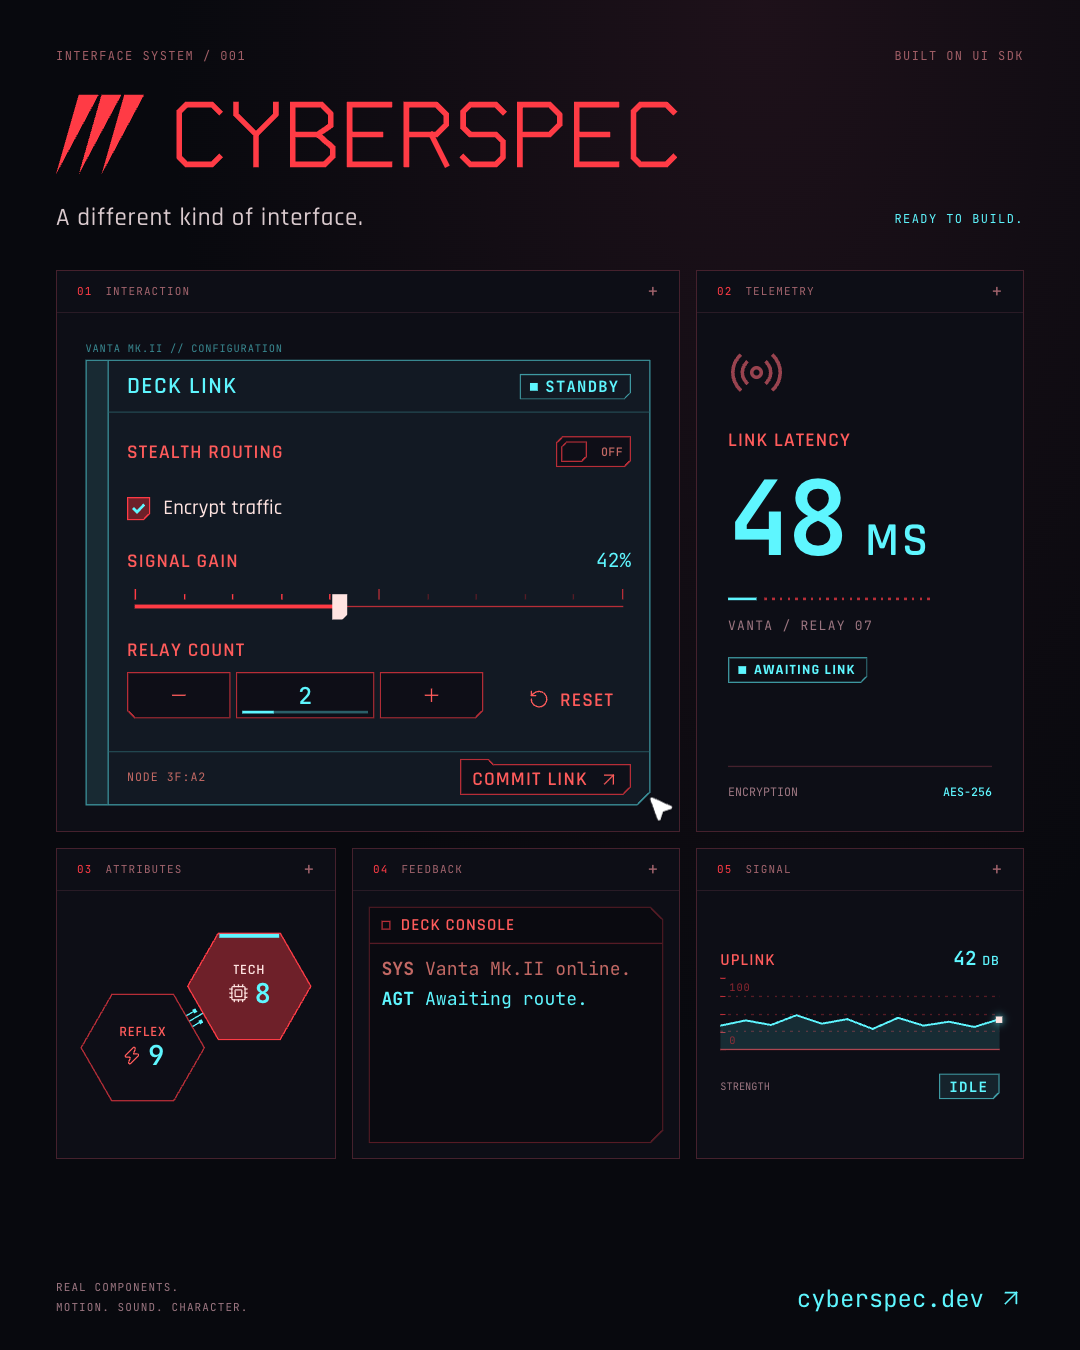 INTERFACE SYSTEM / 001
BUILT ON UI SDK
CYBERSPEC
A different kind of interface.
READY TO BUILD.
01 INTERACTION +
VANTA MK.II // CONFIGURATION
DECK LINK
STANDBY
STEALTH ROUTING
OFF
Encrypt traffic
SIGNAL GAIN
42%
RELAY COUNT
− 2 +
RESET
NODE 3F:A2
COMMIT LINK
02 TELEMETRY +
LINK LATENCY
48 MS
VANTA / RELAY 07
AWAITING LINK
ENCRYPTION
AES-256
03 ATTRIBUTES +
TECH
8
REFLEX
9
04 FEEDBACK +
DECK CONSOLE
SYS Vanta Mk.II online.
AGT Awaiting route.
05 SIGNAL +
UPLINK
42 DB
100
0
STRENGTH
IDLE
REAL COMPONENTS.
MOTION. SOUND. CHARACTER.
cyberspec.dev